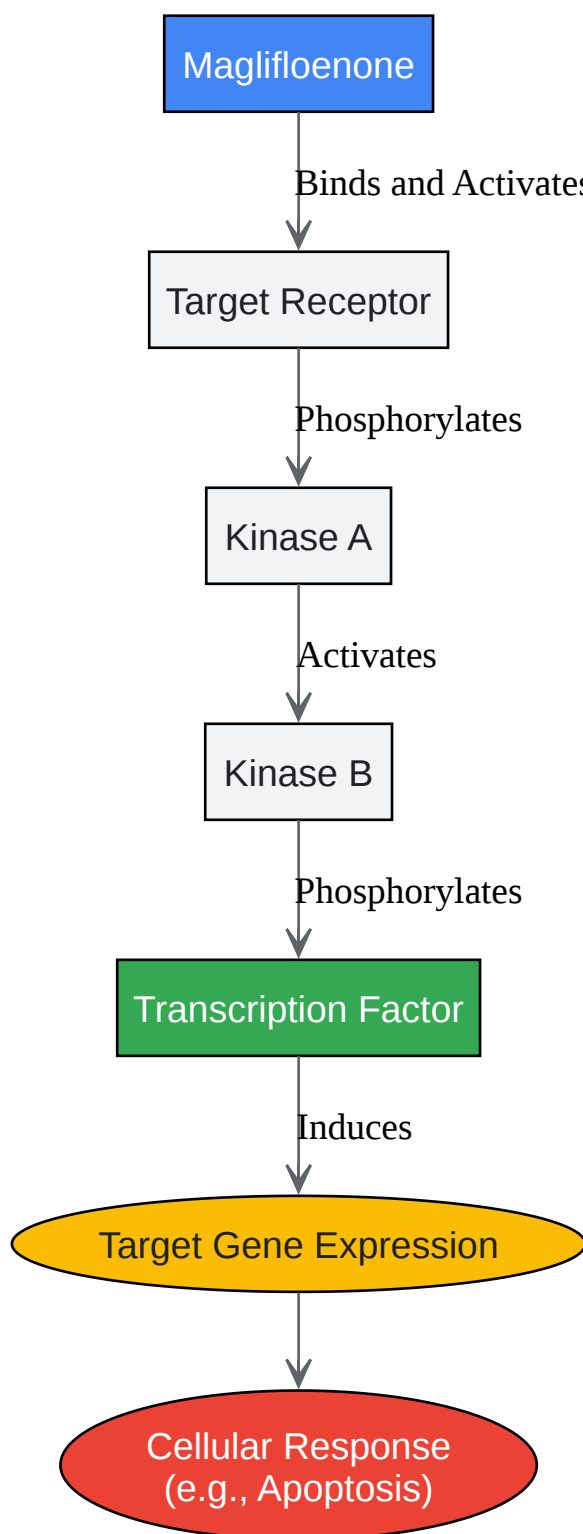 Maglifloenone
Binds and Activates
Target Receptor
Phosphorylates
Kinase A
Activates
Kinase B
Phosphorylates
Transcription Factor
Induces
Target Gene Expression
Cellular Response
(e.g., Apoptosis)